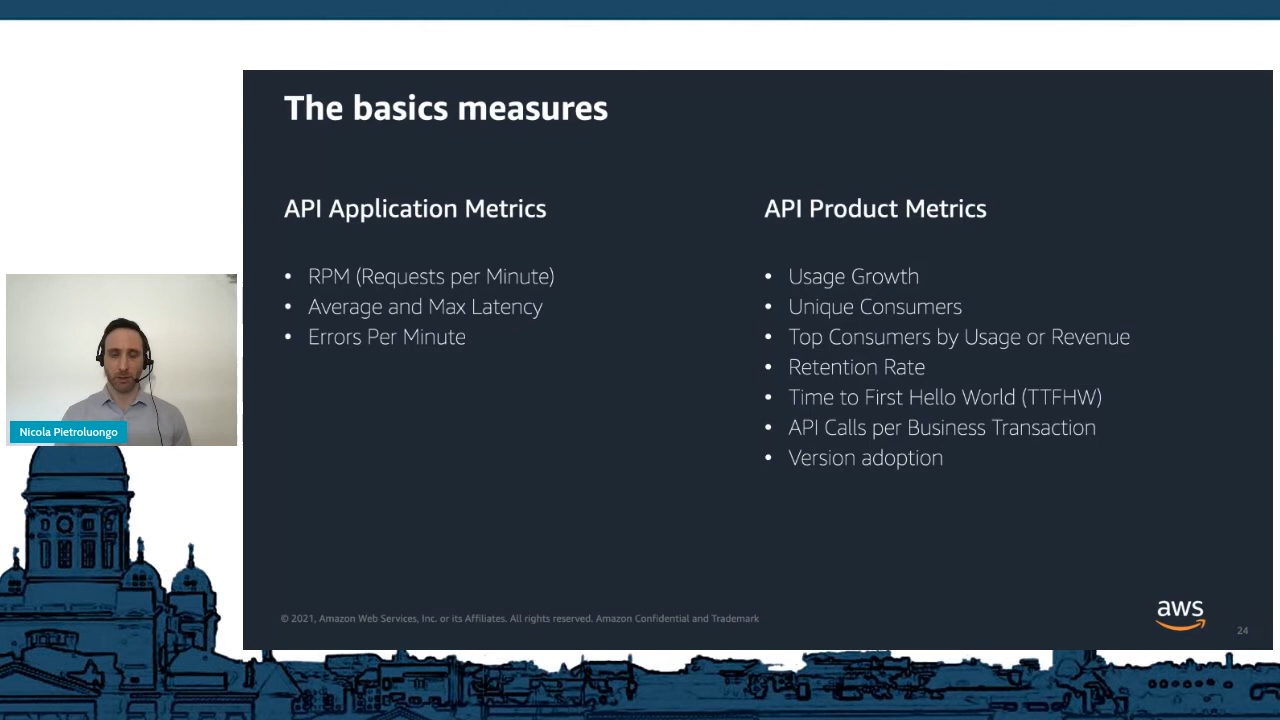 The basics measures
API Application Metrics
• RPM (Requests per Minute)
• Average and Max Latency
• Errors Per Minute
API Product Metrics
• Usage Growth
• Unique Consumers
• Top Consumers by Usage or Revenue
• Retention Rate
• Time to First Hello World (TTFHW)
• API Calls per Business Transaction
• Version adoption
Nicola Pietroluongo
© 2021, Amazon Web Services, Inc. or its Affiliates. All rights reserved. Amazon Confidential and Trademark
aws
24